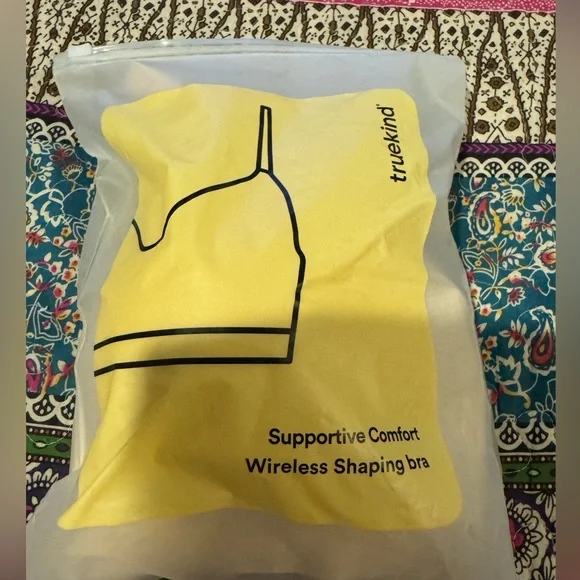 truekind®
Supportive Comfort
Wireless Shaping bra